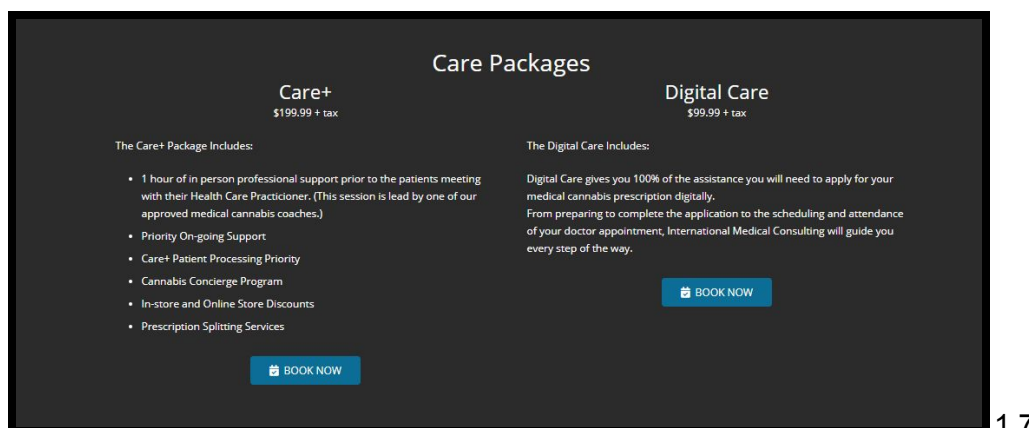 Care Packages
Care+
$199.99 + tax
The Care+ Package Includes:
• 1 hour of in person professional support prior to the patients meeting
with their Health Care Practicioner. (This session is lead by one of our
approved medical cannabis coaches.)
• Priority On-going Support
• Care+ Patient Processing Priority
• Cannabis Concierge Program
• In-store and Online Store Discounts
• Prescription Splitting Services
BOOK NOW
Digital Care
$99.99 + tax
The Digital Care Includes:
Digital Care gives you 100% of the assistance you will need to apply for your
medical cannabis prescription digitally.
From preparing to complete the application to the scheduling and attendance
of your doctor appointment, International Medical Consulting will guide you
every step of the way.
BOOK NOW